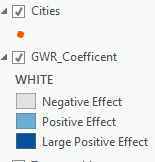 Cities
GWR_Coefficent
WHITE
Negative Effect
Positive Effect
Large Positive Effect